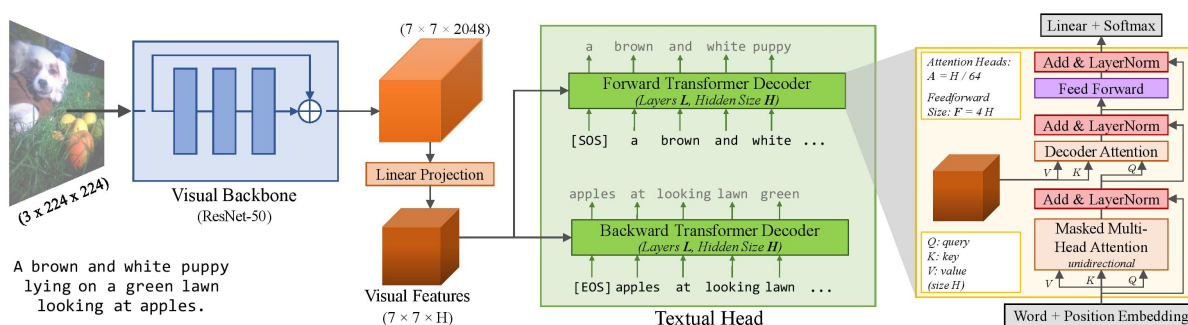 (3 x 224 x 224)
A brown and white puppy
lying on a green lawn
looking at apples.
Visual Backbone
(ResNet-50)
(7 × 7 × 2048)
Linear Projection
Visual Features
(7 × 7 × H)
a brown and white puppy
Forward Transformer Decoder
(Layers L, Hidden Size H)
[SOS] a brown and white ...
apples at looking lawn green
Backward Transformer Decoder
(Layers L, Hidden Size H)
[EOS] apples at looking lawn ...
Textual Head
Linear + Softmax
Attention Heads:
A = H / 64
Feedforward
Size: F = 4 H
Add & LayerNorm
Feed Forward
Add & LayerNorm
Decoder Attention
V K Q
Add & LayerNorm
Masked Multi-
Head Attention
unidirectional
V K Q
Q: query
K: key
V: value
(size H)
Word + Position Embedding